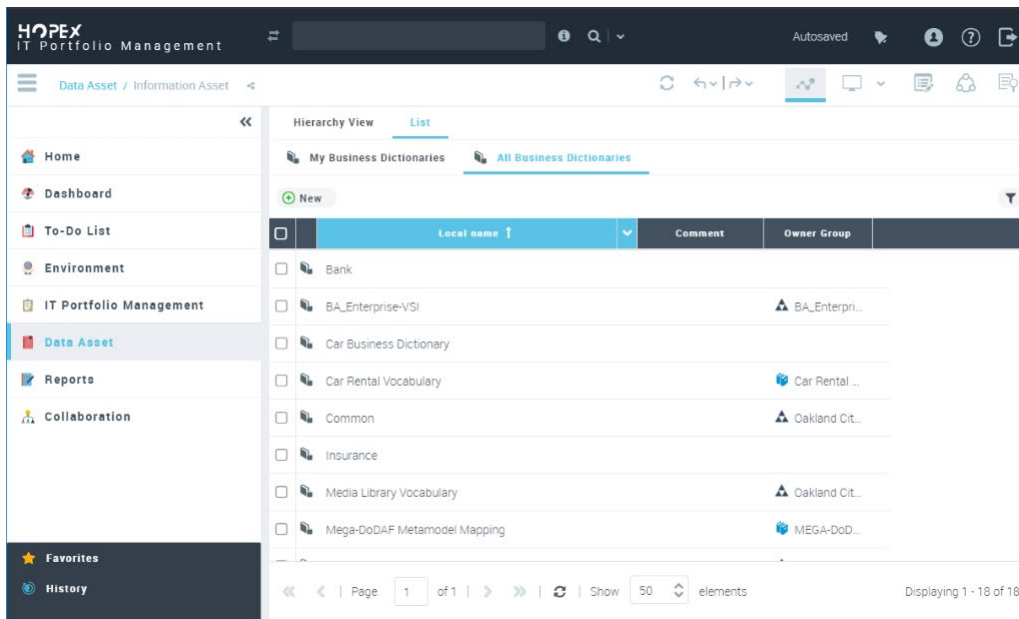 HOPEX
IT Portfolio Management
Autosaved
Data Asset / Information Asset
Home
Dashboard
To-Do List
Environment
IT Portfolio Management
Data Asset
Reports
Collaboration
Favorites
History
Hierarchy View List
My Business Dictionaries All Business Dictionaries
New
Local name ↑ Comment Owner Group
Bank
BA_Enterprise-VSI BA_Enterpri...
Car Business Dictionary
Car Rental Vocabulary Car Rental ...
Common Oakland Cit...
Insurance
Media Library Vocabulary Oakland Cit...
Mega-DoDAF Metamodel Mapping MEGA-DoD...
Page 1 of 1 Show 50 elements Displaying 1 - 18 of 18